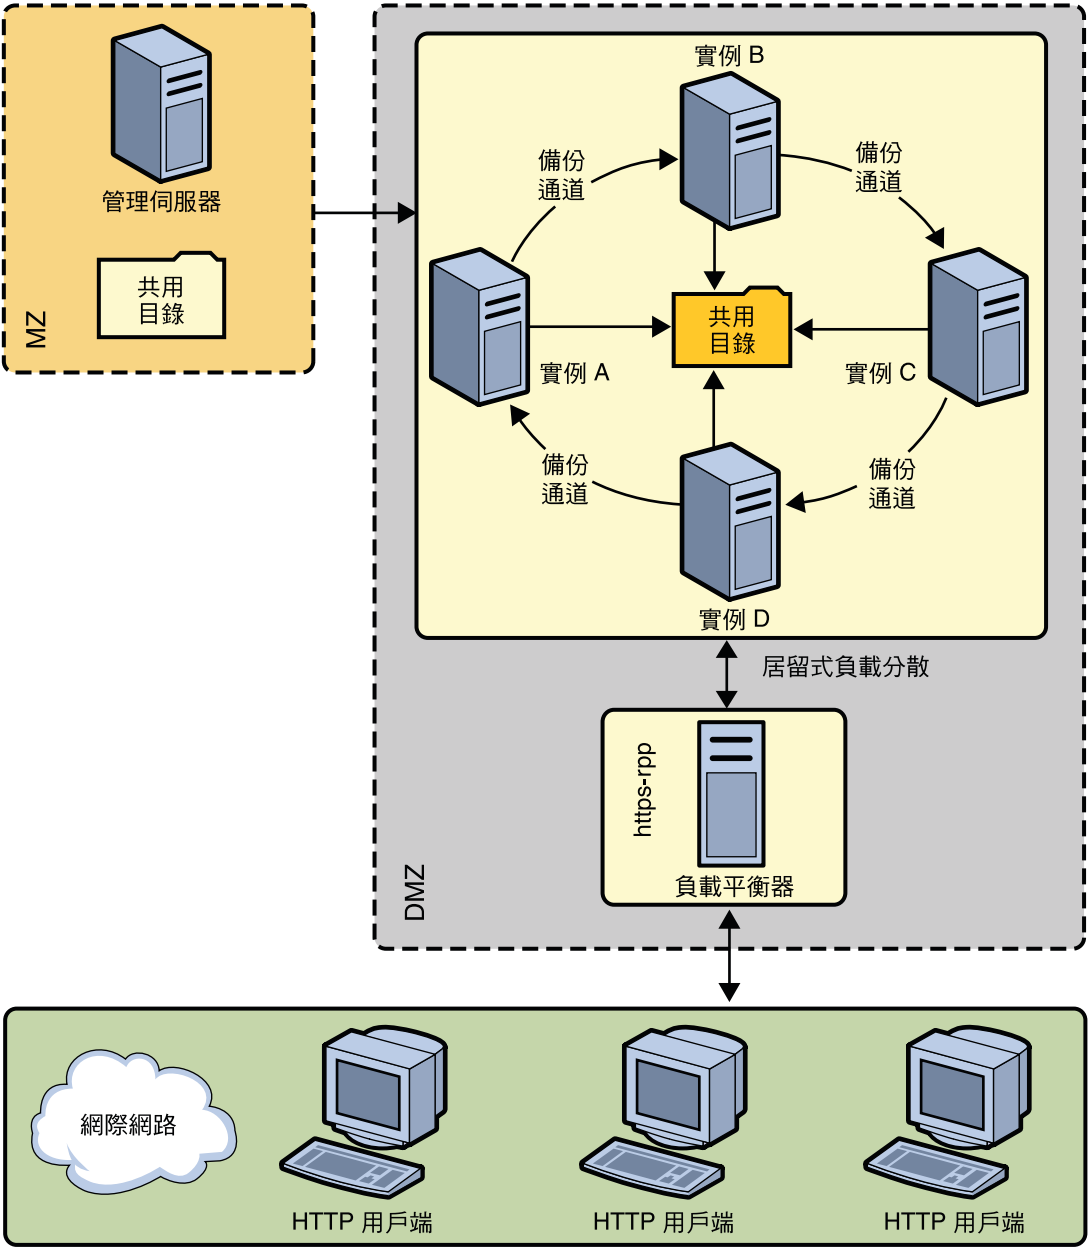 管理伺服器
共用
目錄
MZ
實例 B
備份
通道
備份
通道
共用
目錄
實例 A
實例 C
備份
通道
備份
通道
實例 D
居留式負載分散
https-rpp
負載平衡器
DMZ
網際網路
HTTP 用戶端
HTTP 用戶端
HTTP 用戶端